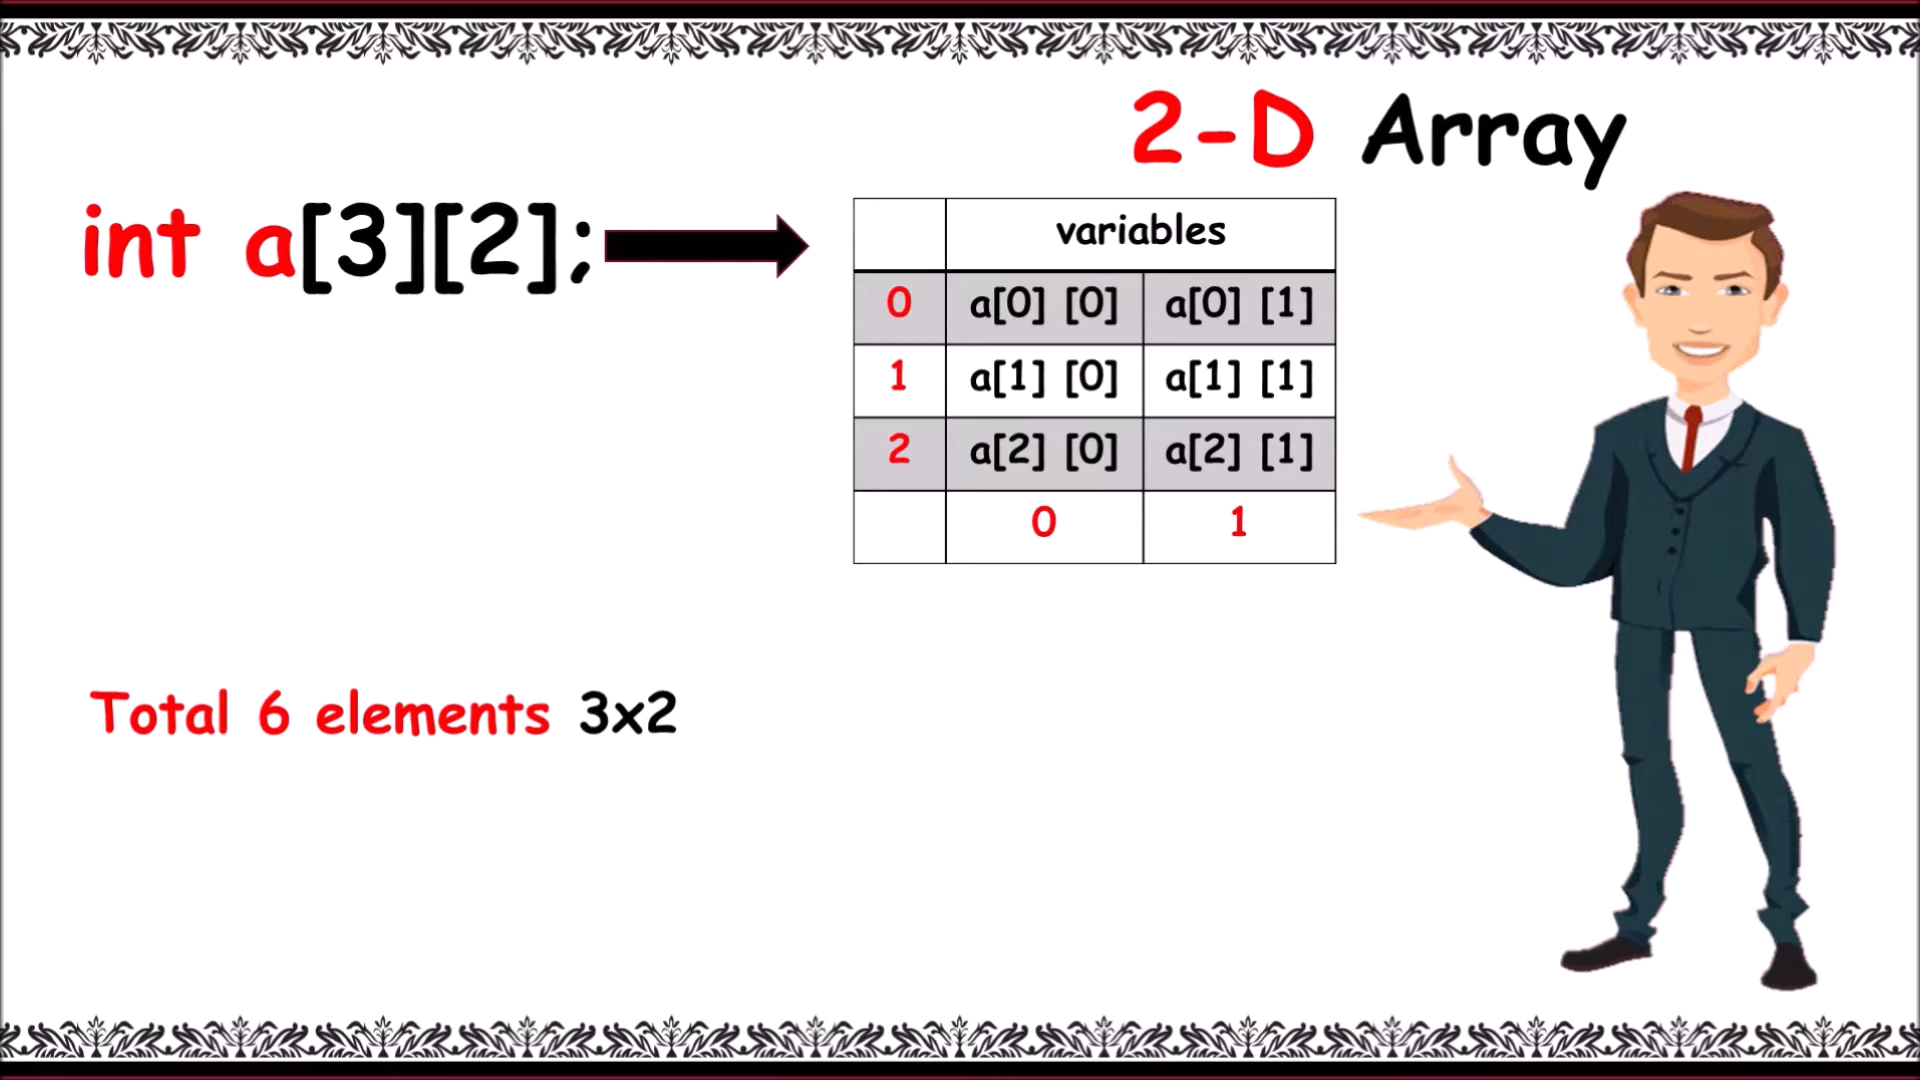 2-D Array
int a[3][2];
variables
0 a[0] [0] a[0] [1]
1 a[1] [0] a[1] [1]
2 a[2] [0] a[2] [1]
0 1
Total 6 elements 3x2